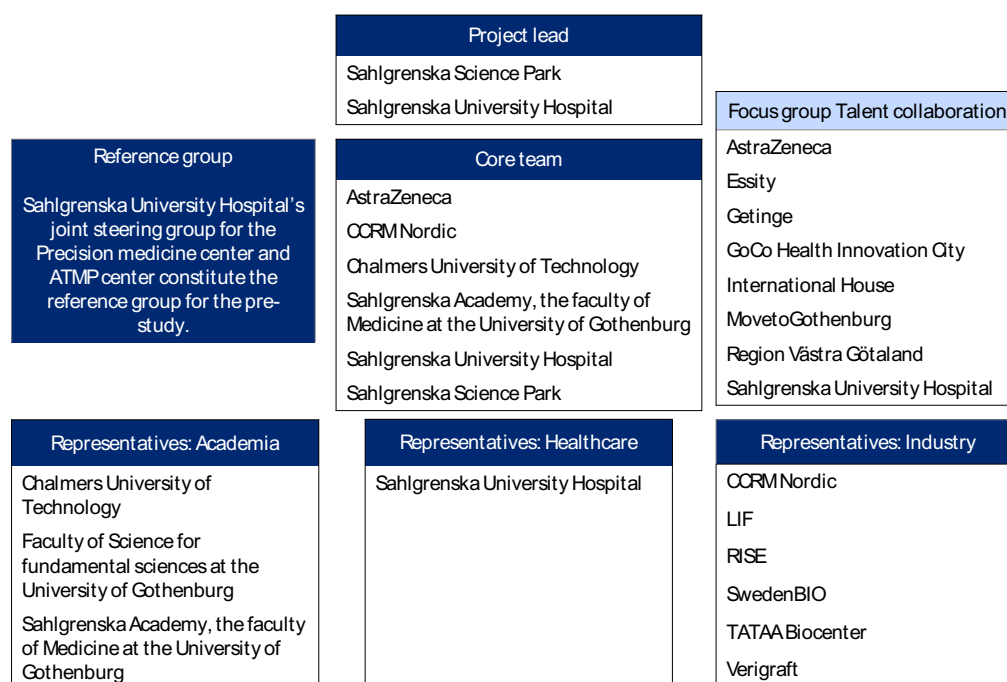 Project lead
Sahlgrenska Science Park
Sahlgrenska University Hospital
Reference group
Sahlgrenska University Hospital's
joint steering group for the
Precision medicine center and
ATMP center constitute the
reference group for the pre-
study.
Core team
AstraZeneca
CCRM Nordic
Chalmers University of Technology
Sahlgrenska Academy, the faculty of
Medicine at the University of Gothenburg
Sahlgrenska University Hospital
Sahlgrenska Science Park
Focus group Talent collaboration
AstraZeneca
Essity
Getinge
GoCo Health Innovation City
International House
MovetoGothenburg
Region Västra Götaland
Sahlgrenska University Hospital
Representatives: Academia
Chalmers University of
Technology
Faculty of Science for
fundamental sciences at the
University of Gothenburg
Sahlgrenska Academy, the faculty
of Medicine at the University of
Gothenburg
Representatives: Healthcare
Sahlgrenska University Hospital
Representatives: Industry
CCRM Nordic
LIF
RISE
SwedenBIO
TATAA Biocenter
Verigraft